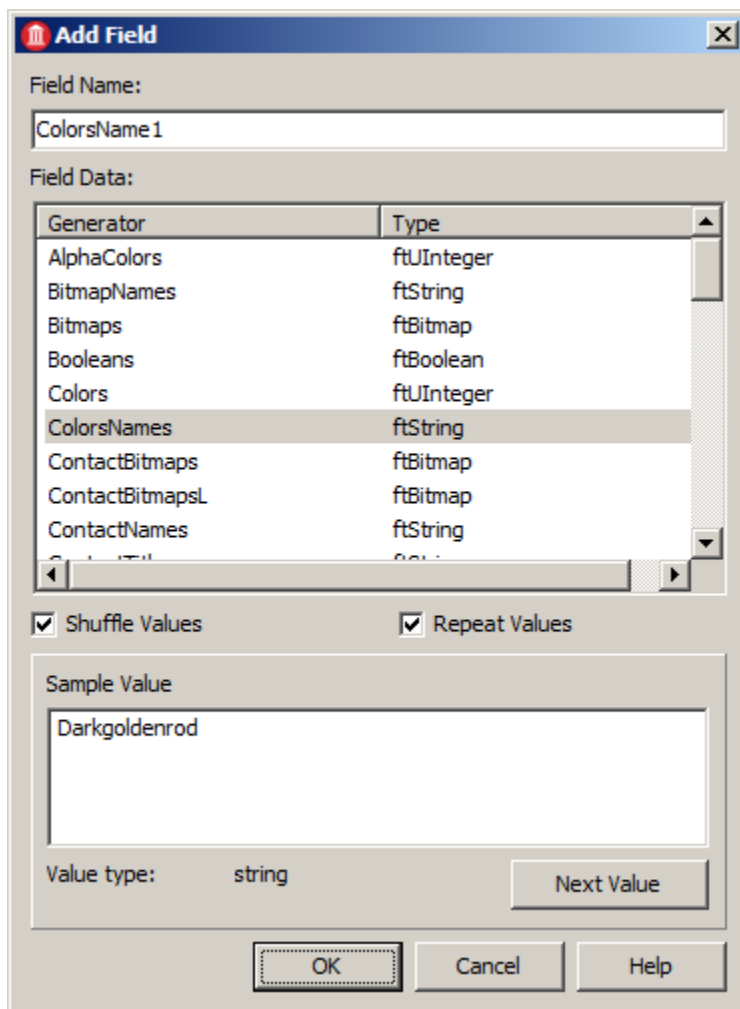 Add Field
Field Name:
ColorsName1
Field Data:
Generator Type
AlphaColors ftUInteger
BitmapNames ftString
Bitmaps ftBitmap
Booleans ftBoolean
Colors ftUInteger
ColorsNames ftString
ContactBitmaps ftBitmap
ContactBitmapsL ftBitmap
ContactNames ftString
Shuffle Values Repeat Values
Sample Value
Darkgoldenrod
Value type: string
Next Value
OK Cancel Help